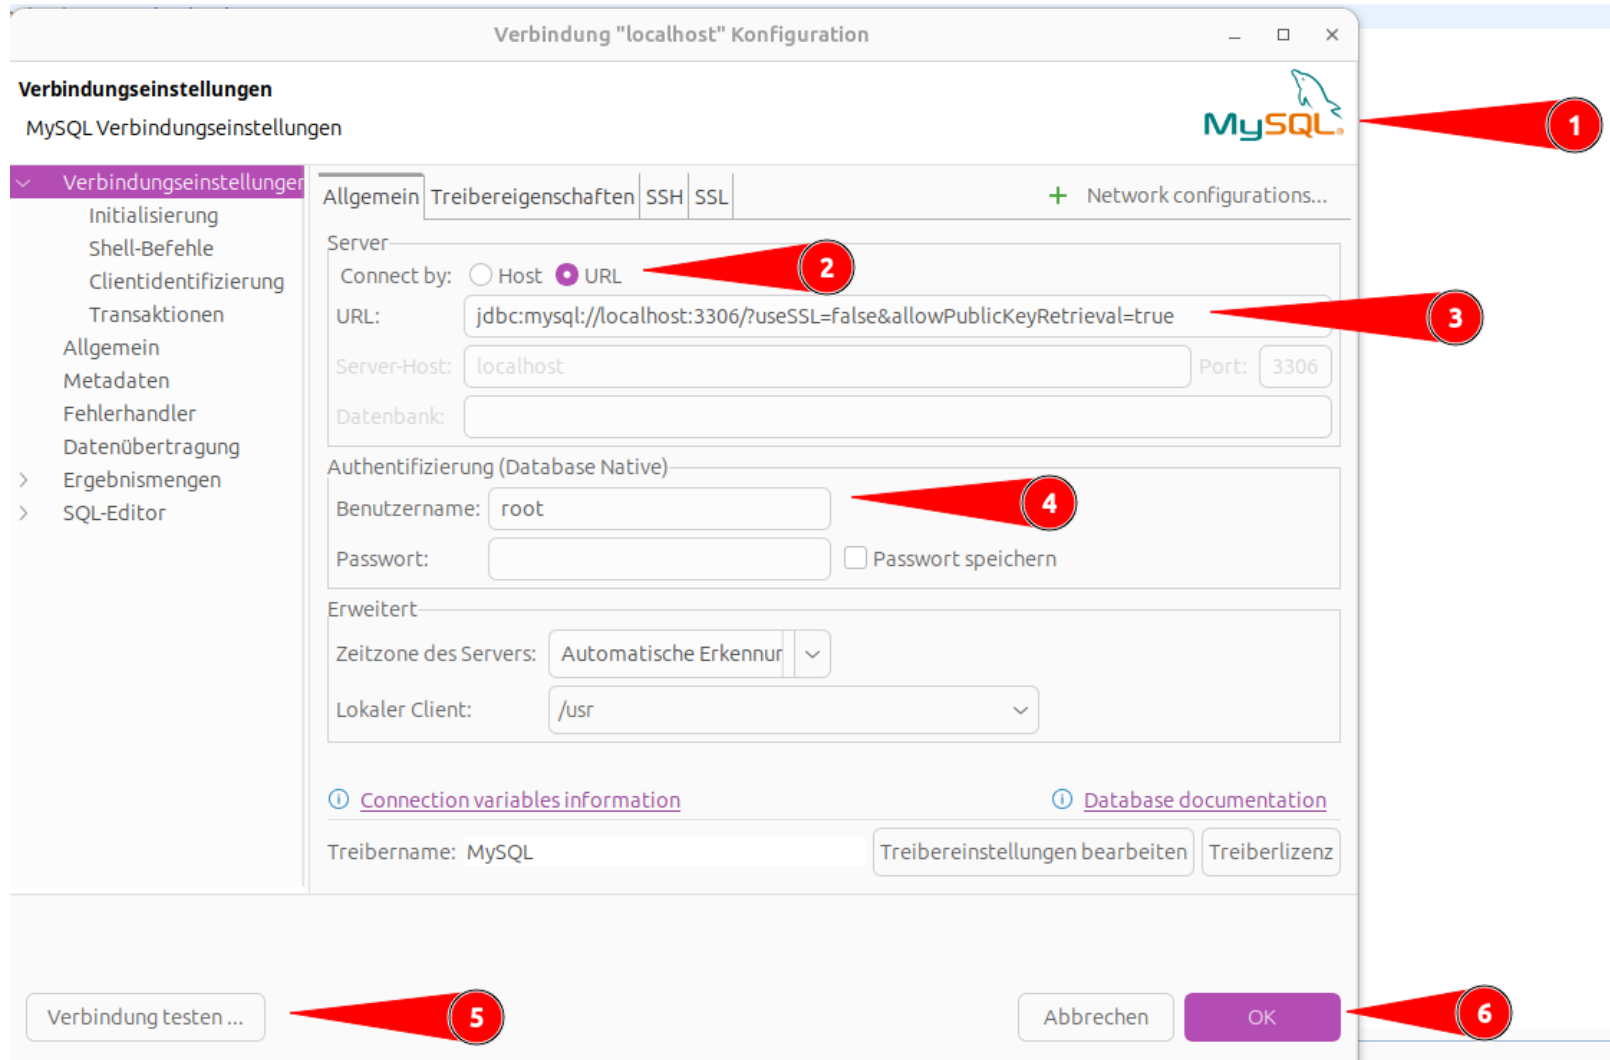 Verbindung "localhost" Konfiguration
Verbindungseinstellungen
MySQL Verbindungseinstellungen
MySQL
1
Verbindungseinstellunger
Initialisierung
Shell-Befehle
Clientidentifizierung
Transaktionen
Allgemein
Metadaten
Fehlerhandler
Datenübertragung
Ergebnismengen
SQL-Editor
Allgemein Treibereigenschaften SSH SSL
+ Network configurations...
Server
Connect by: Host URL
2
URL: jdbc:mysql://localhost:3306/?useSSL=false&allowPublicKeyRetrieval=true
3
Server-Host: localhost Port: 3306
Datenbank:
Authentifizierung (Database Native)
Benutzername: root
4
Passwort: Passwort speichern
Erweitert
Zeitzone des Servers: Automatische Erkennur
Lokaler Client: /usr
Connection variables information
Database documentation
Treibername: MySQL Treibereinstellungen bearbeiten Treiberlizenz
Verbindung testen ...
5
Abbrechen OK
6